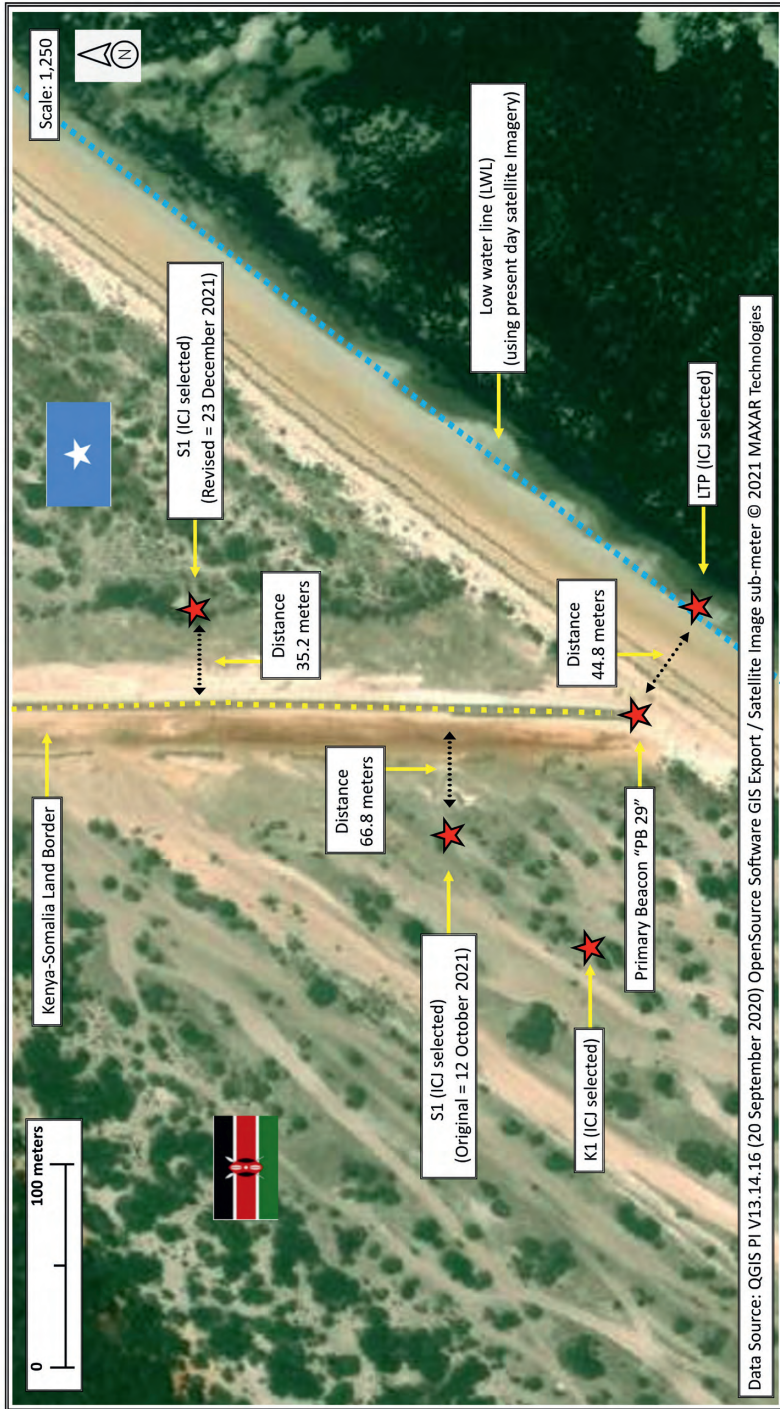 Scale: 1,250
N
0
100 meters
Kenya-Somalia Land Border
S1 (ICJ selected)
(Revised = 23 December 2021)
Distance
35.2 meters
Distance
66.8 meters
S1 (ICJ selected)
(Original = 12 October 2021)
Low water line (LWL)
(using present day satellite Imagery)
K1 (ICJ selected)
Primary Beacon “PB 29”
Distance
44.8 meters
LTP (ICJ selected)
Data Source: QGIS PI V13.14.16 (20 September 2020) OpenSource Software GIS Export / Satellite Image sub-meter © 2021 MAXAR Technologies